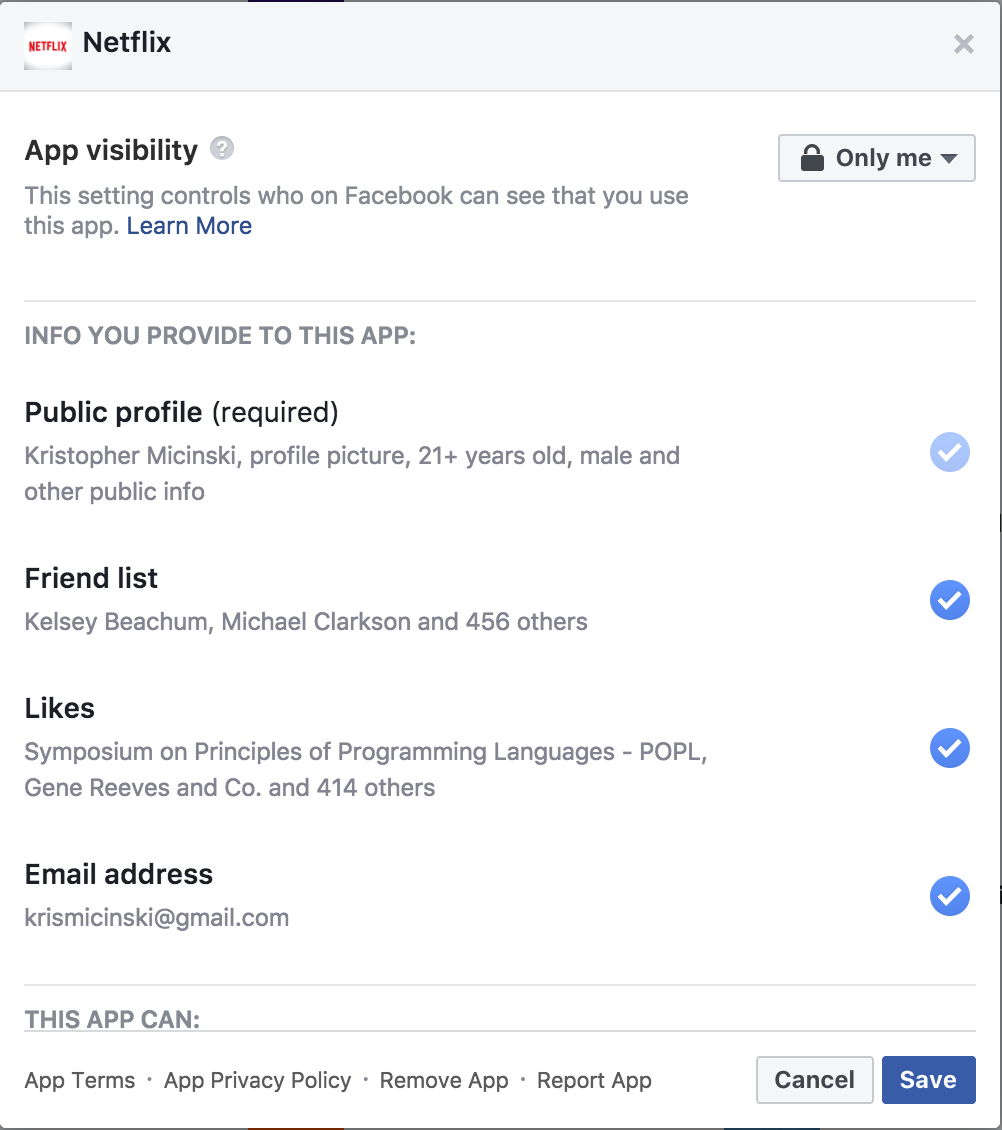 NETFLIX
Netflix
×
App visibility ?
Only me
This setting controls who on Facebook can see that you use
this app. Learn More
INFO YOU PROVIDE TO THIS APP:
Public profile (required)
Kristopher Micinski, profile picture, 21+ years old, male and
other public info
Friend list
Kelsey Beachum, Michael Clarkson and 456 others
Likes
Symposium on Principles of Programming Languages - POPL,
Gene Reeves and Co. and 414 others
Email address
krismicinski@gmail.com
THIS APP CAN:
App Terms · App Privacy Policy · Remove App · Report App
Cancel
Save